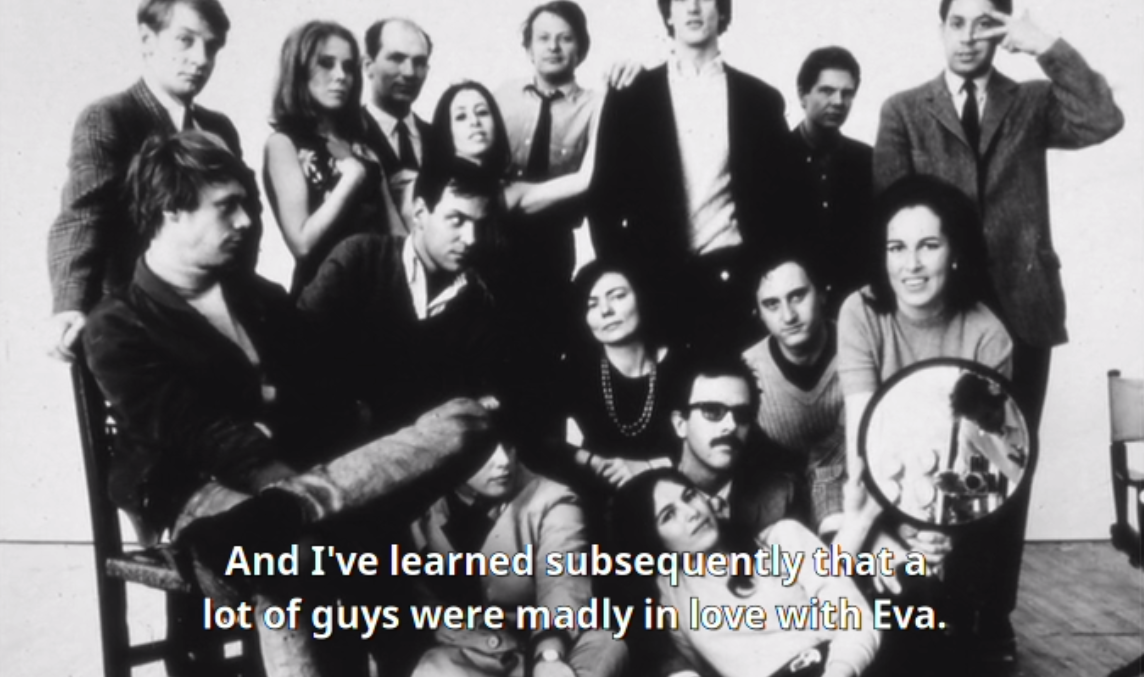 And I've learned subsequently that a
lot of guys were madly in love with Eva.